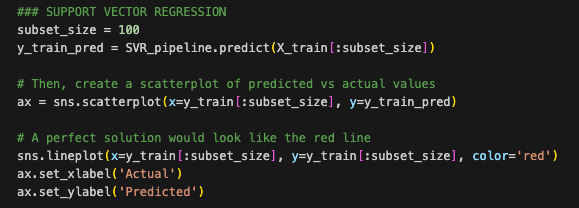 ### SUPPORT VECTOR REGRESSION
subset_size = 100
y_train_pred = SVR_pipeline.predict(X_train[:subset_size])
# Then, create a scatterplot of predicted vs actual values
ax = sns.scatterplot(x=y_train[:subset_size], y=y_train_pred)
# A perfect solution would look like the red line
sns.lineplot(x=y_train[:subset_size], y=y_train[:subset_size], color='red')
ax.set_xlabel('Actual')
ax.set_ylabel('Predicted')